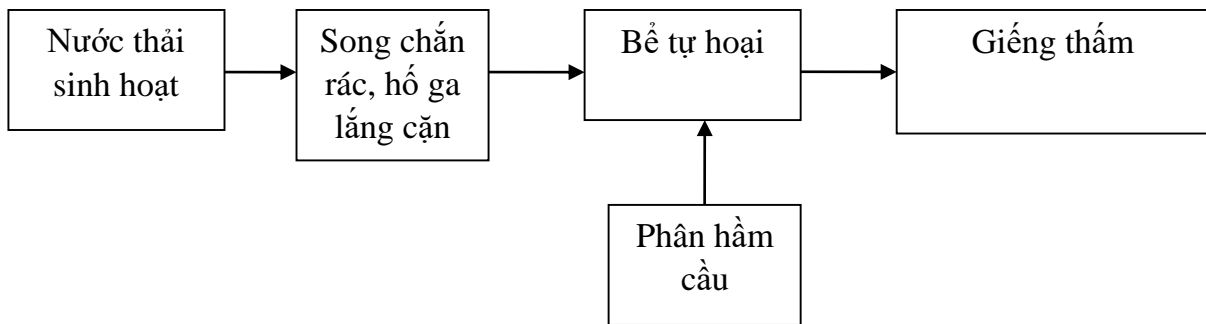 Nước thải
sinh hoạt
Song chắn
rác, hố ga
lắng cặn
Bể tự hoại
Giếng thấm
Phân hầm
cầu